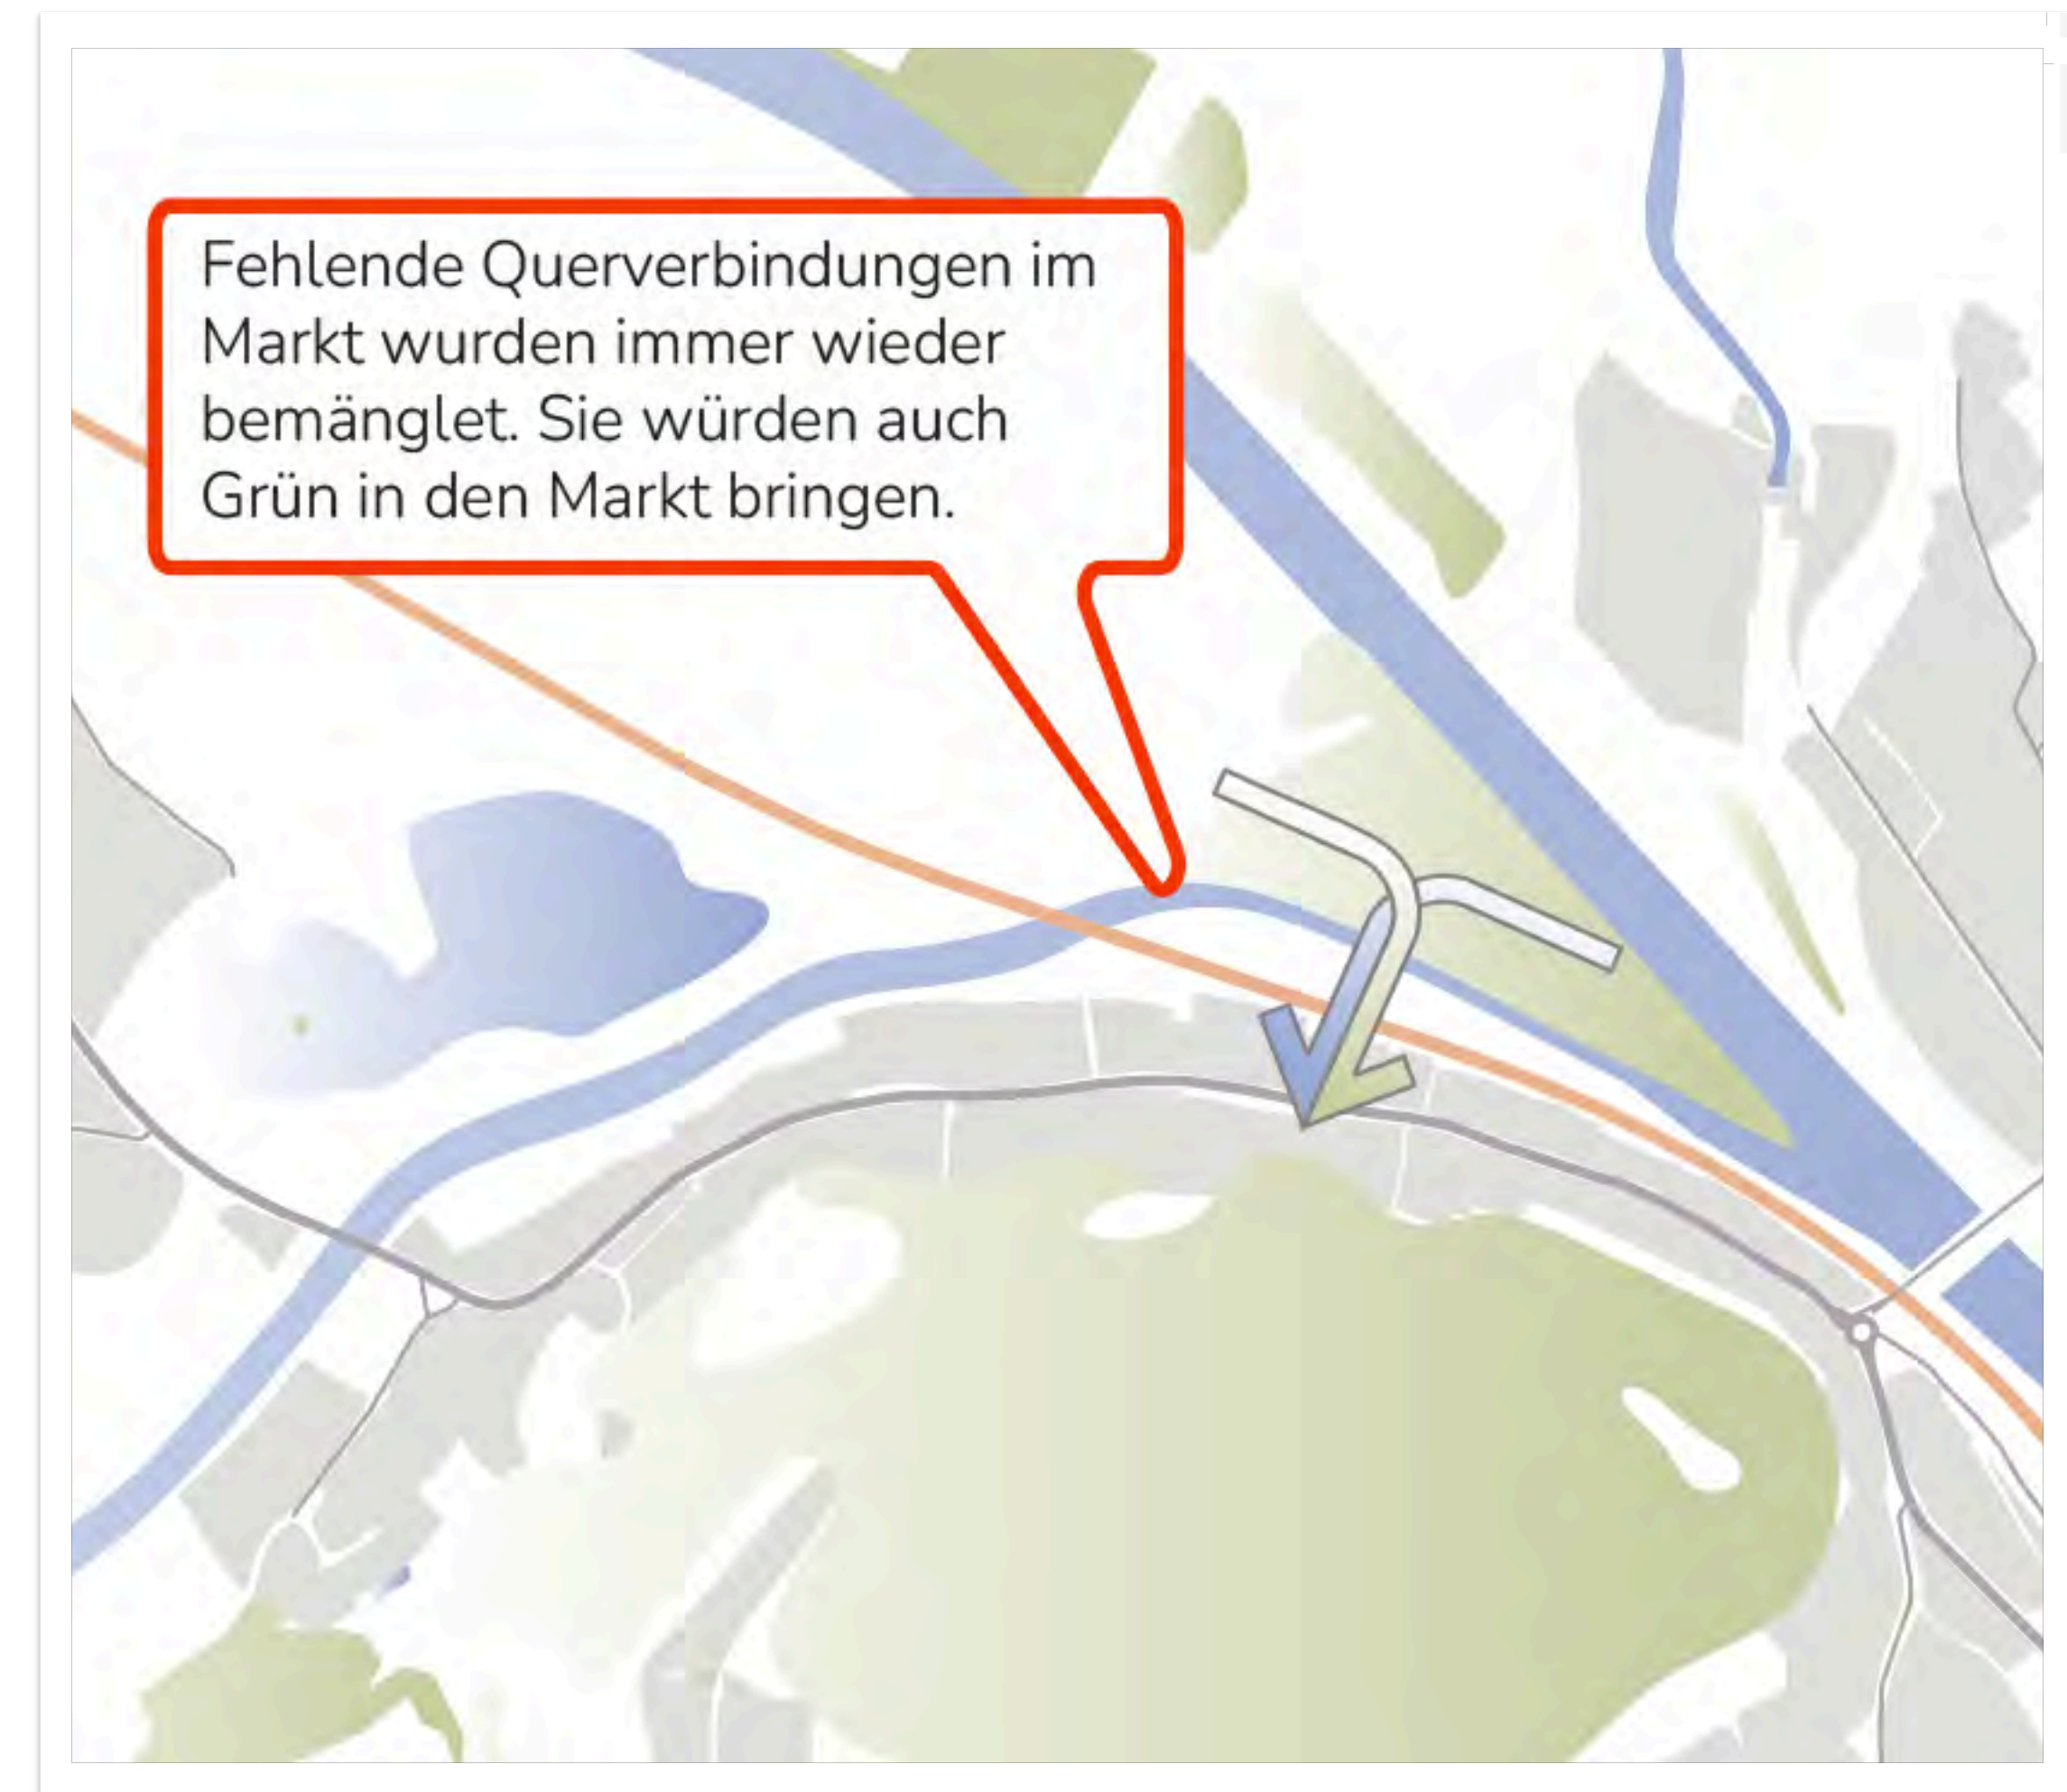 Fehlende Querverbindungen im
Markt wurden immer wieder
bemänglet. Sie würden auch
Grün in den Markt bringen.